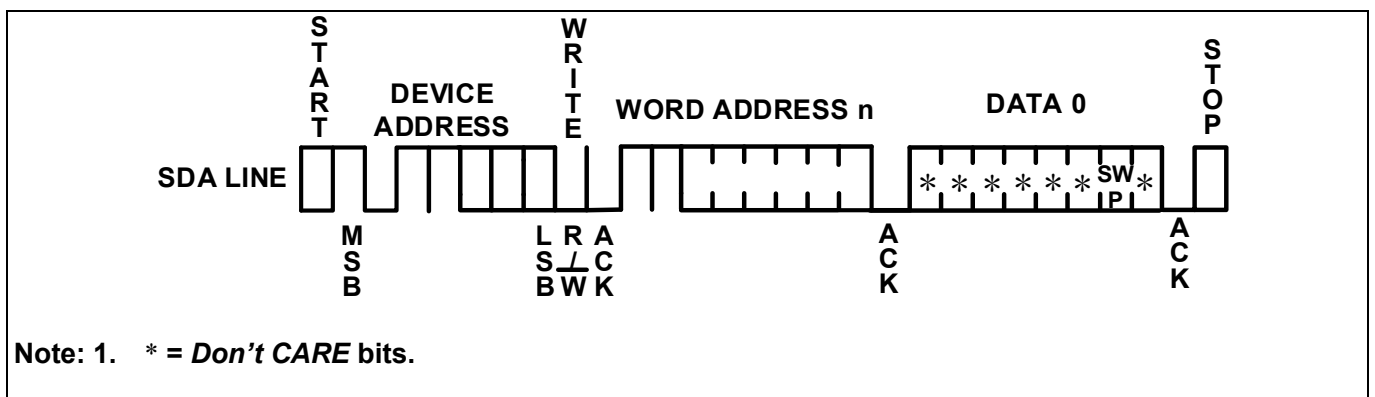 START
WRITE
STOP
DEVICE
ADDRESS
WORD ADDRESS n
DATA 0
SDA LINE
* * * * * * SW
P *
MSB
LSB
R/W
ACK
ACK
ACK
Note: 1. * = Don't CARE bits.